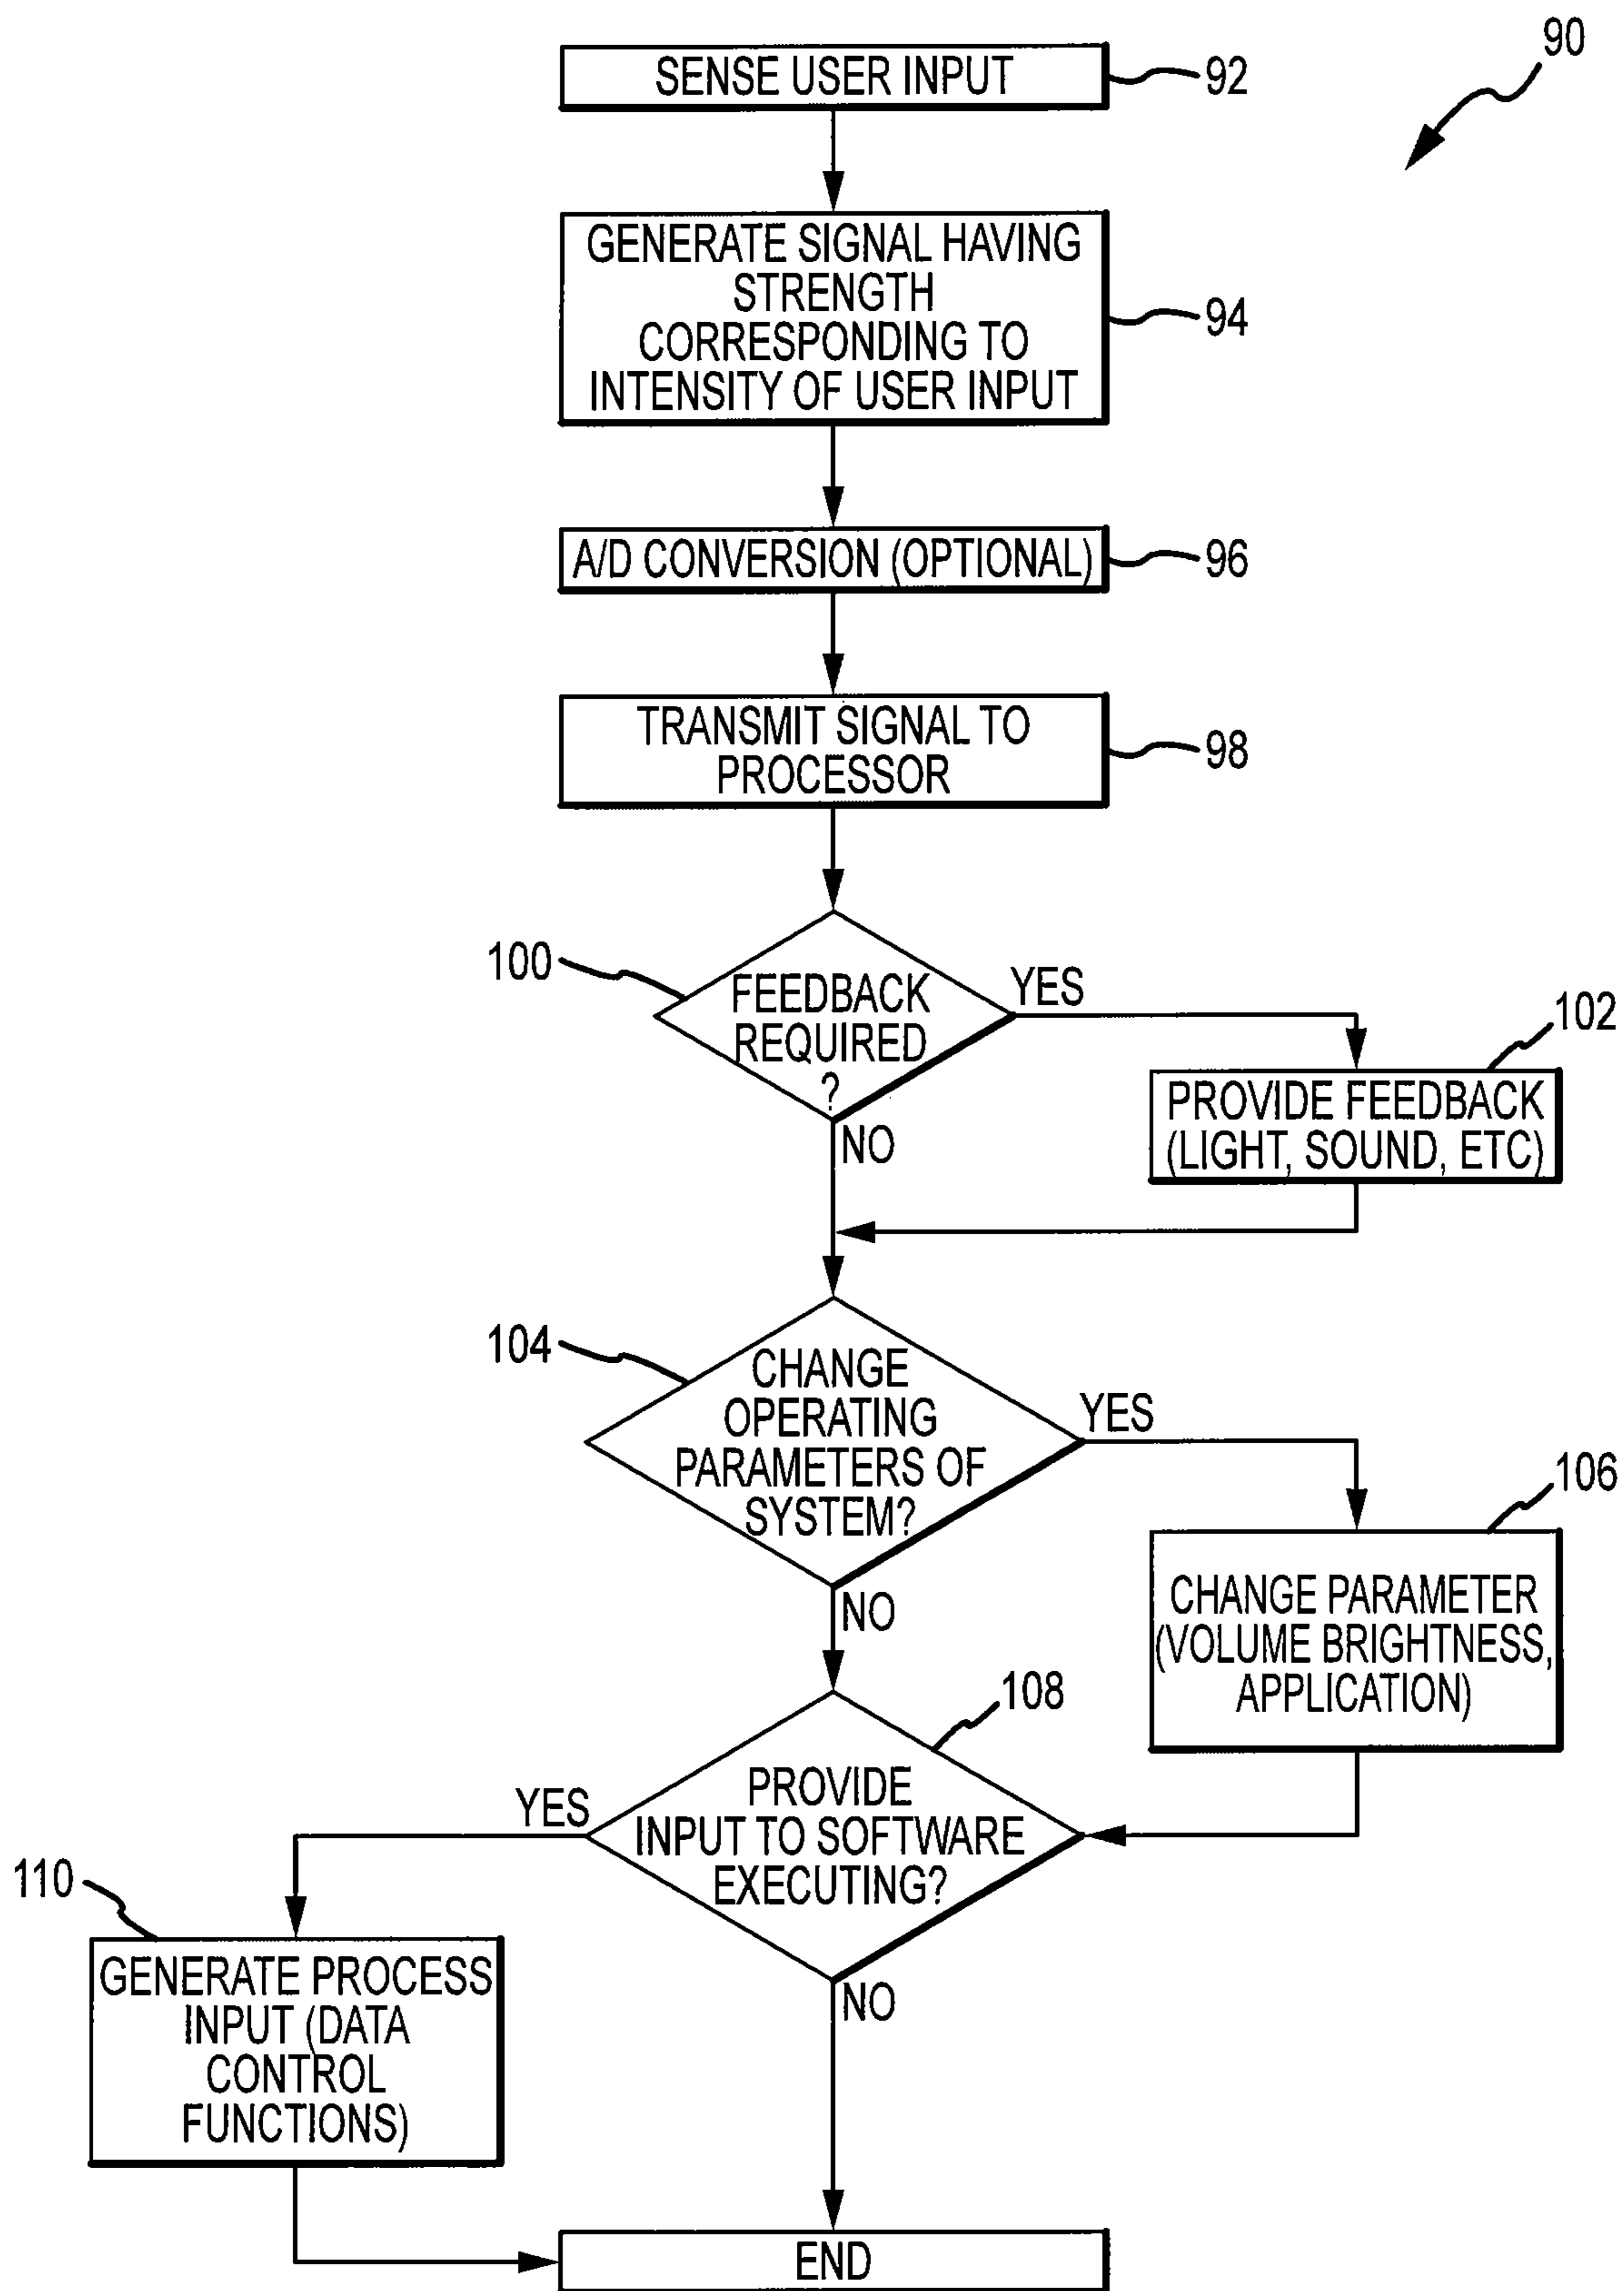 90
SENSE USER INPUT
92
GENERATE SIGNAL HAVING
STRENGTH
CORRESPONDING TO
INTENSITY OF USER INPUT
94
A/D CONVERSION (OPTIONAL)
96
TRANSMIT SIGNAL TO
PROCESSOR
98
100
FEEDBACK
REQUIRED
?
YES
NO
102
PROVIDE FEEDBACK
(LIGHT, SOUND, ETC)
104
CHANGE
OPERATING
PARAMETERS OF
SYSTEM?
YES
NO
106
CHANGE PARAMETER
(VOLUME BRIGHTNESS,
APPLICATION)
108
PROVIDE
INPUT TO SOFTWARE
EXECUTING?
YES
NO
110
GENERATE PROCESS
INPUT (DATA
CONTROL
FUNCTIONS)
END